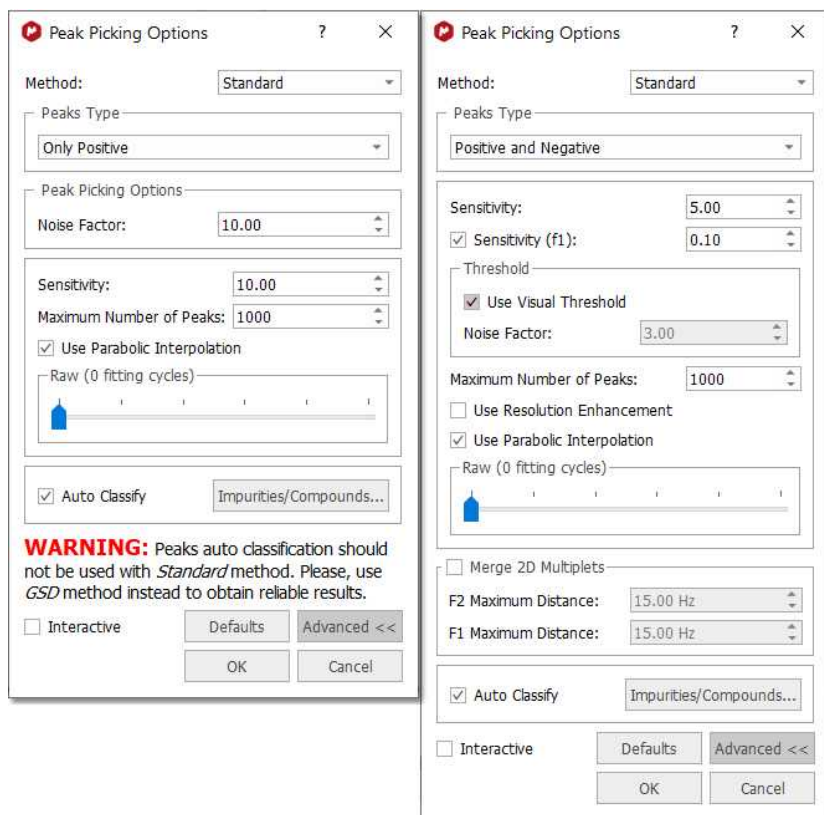 Peak Picking Options ? ×
Method: Standard
Peaks Type
Only Positive
Peak Picking Options
Noise Factor: 10.00
Sensitivity: 10.00
Maximum Number of Peaks: 1000
Use Parabolic Interpolation
Raw (0 fitting cycles)
Auto Classify Impurities/Compounds...
WARNING: Peaks auto classification should
not be used with Standard method. Please, use
GSD method instead to obtain reliable results.
Interactive Defaults Advanced <<
OK Cancel
Peak Picking Options ? ×
Method: Standard
Peaks Type
Positive and Negative
Sensitivity: 5.00
Sensitivity (f1): 0.10
Threshold
Use Visual Threshold
Noise Factor: 3.00
Maximum Number of Peaks: 1000
Use Resolution Enhancement
Use Parabolic Interpolation
Raw (0 fitting cycles)
Merge 2D Multiplets
F2 Maximum Distance: 15.00 Hz
F1 Maximum Distance: 15.00 Hz
Auto Classify Impurities/Compounds...
Interactive Defaults Advanced <<
OK Cancel